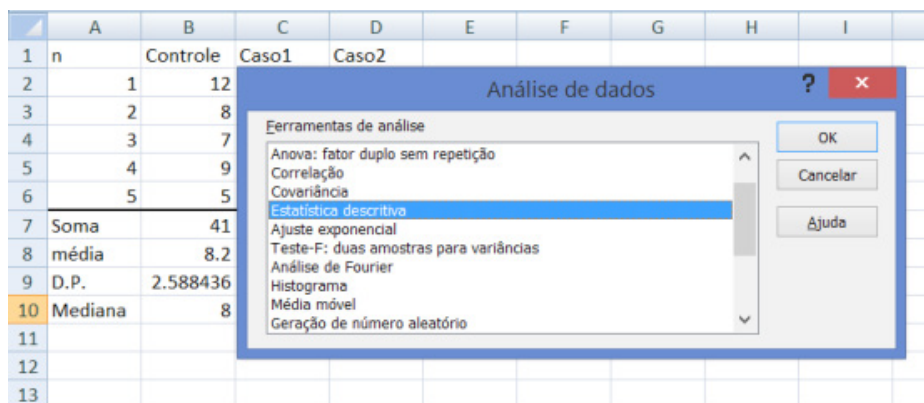 A B C D E F G H I
1 n Controle Caso1 Caso2
2 1 12
3 2 8
4 3 7
5 4 9
6 5 5
7 Soma 41
8 média 8.2
9 D.P. 2.588436
10 Mediana 8
11
12
13
Análise de dados ? ×
Ferramentas de análise
Anova: fator duplo sem repetição
Correlação
Covariância
Estatística descritiva
Ajuste exponencial
Teste-F: duas amostras para variâncias
Análise de Fourier
Histograma
Média móvel
Geração de número aleatório
OK
Cancelar
Ajuda